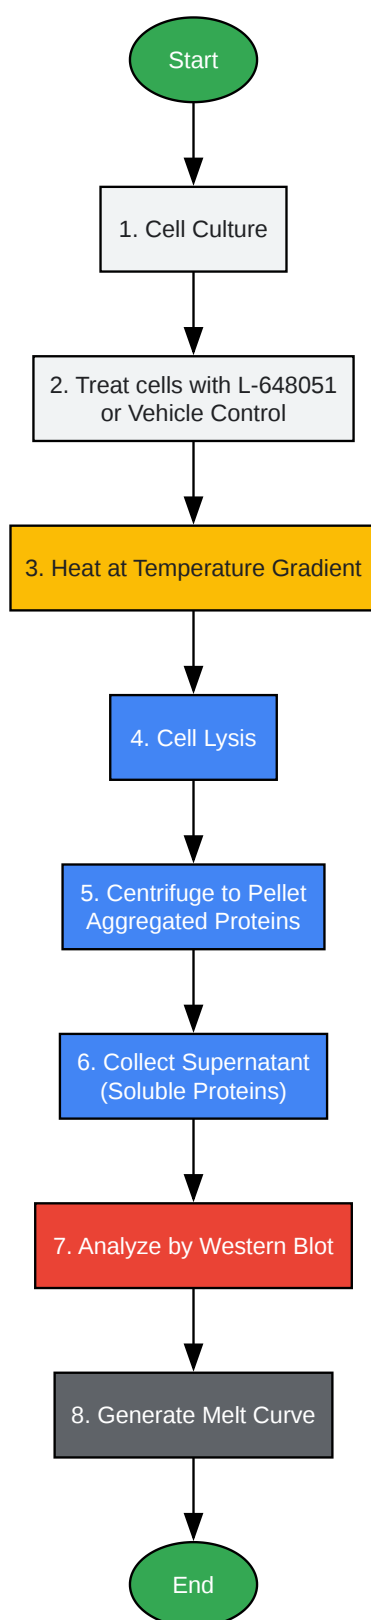 Start
1. Cell Culture
2. Treat cells with L-648051
or Vehicle Control
3. Heat at Temperature Gradient
4. Cell Lysis
5. Centrifuge to Pellet
Aggregated Proteins
6. Collect Supernatant
(Soluble Proteins)
7. Analyze by Western Blot
8. Generate Melt Curve
End